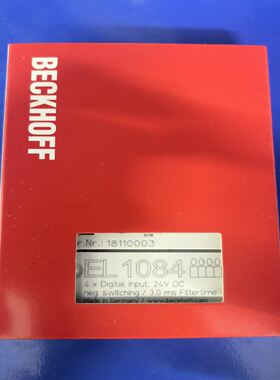 BECKHOFF
r.Nr.: 18110003
EL 1084
4 x Digital Input, 24V DC
neg. switching / 3,0 ms Filtertime
Made in Germany / www.beckhoff.com